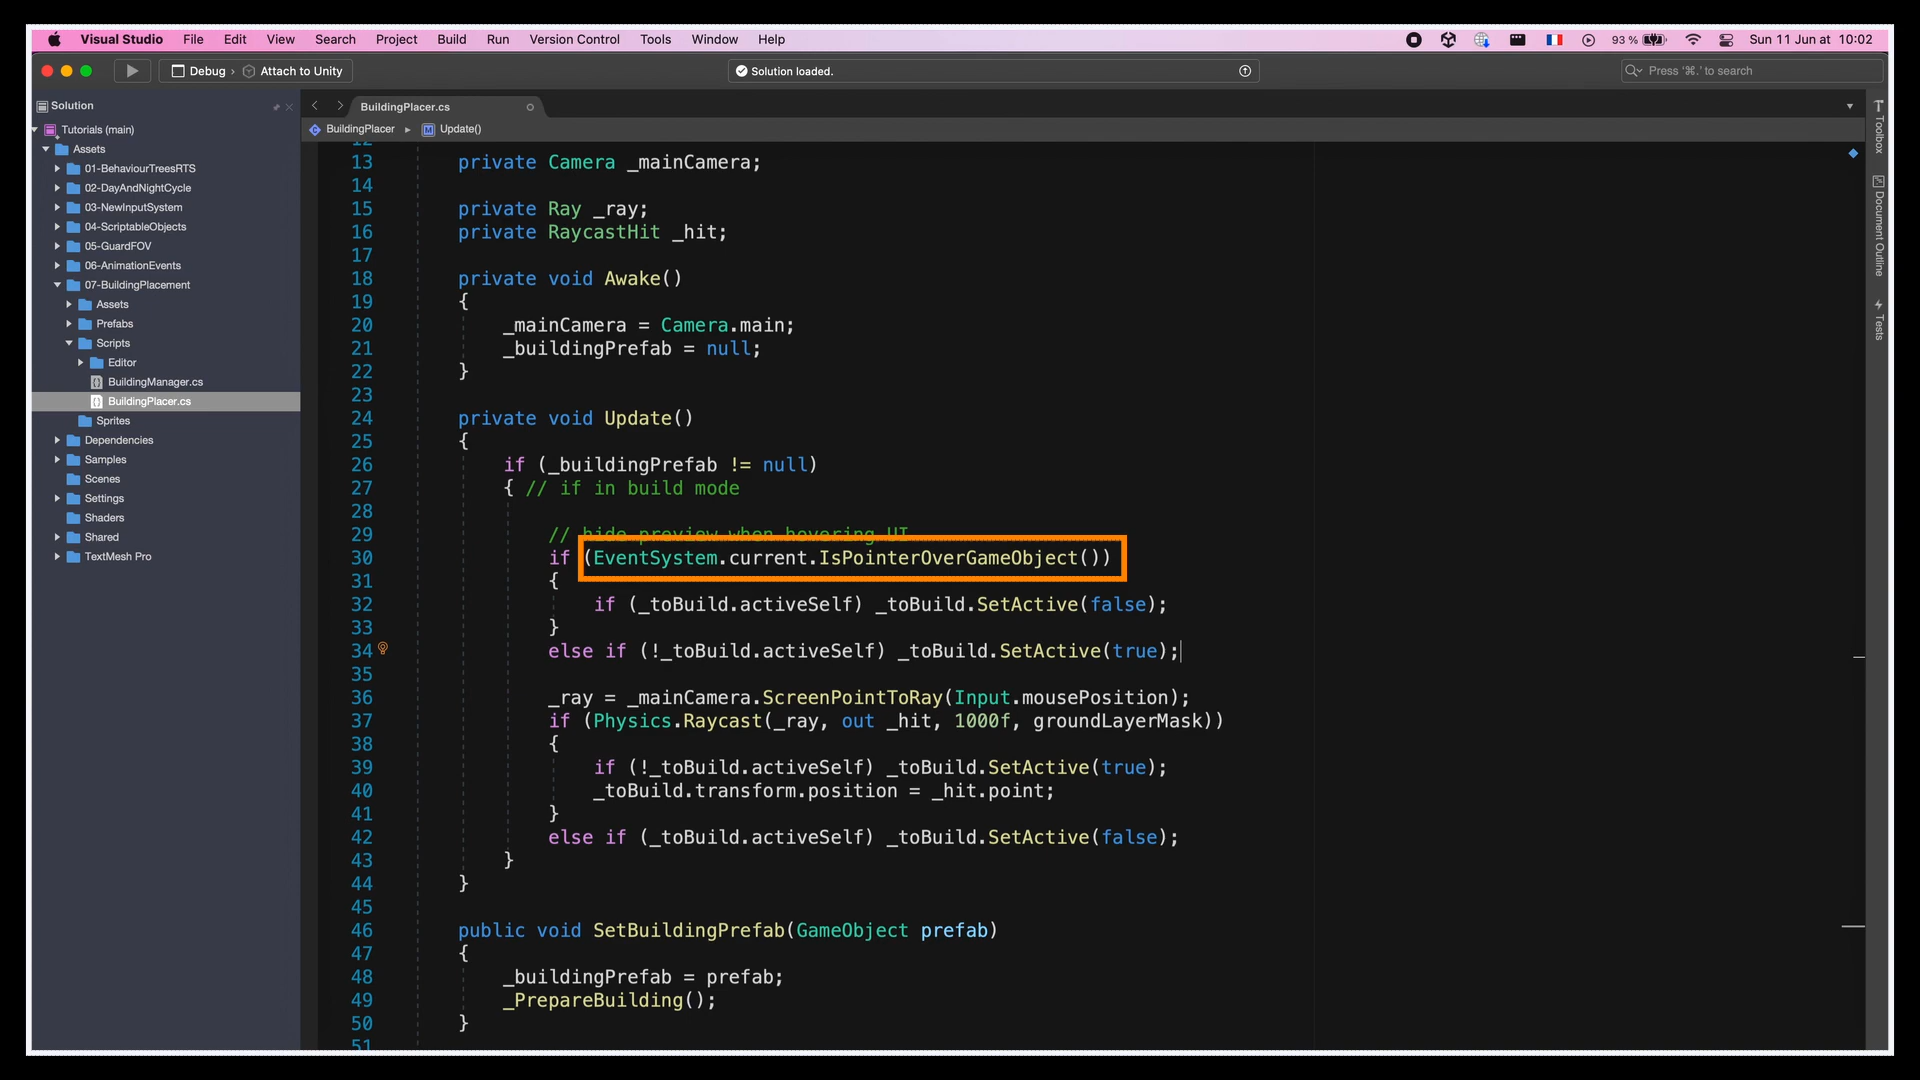 Visual Studio File Edit View Search Project Build Run Version Control Tools Window Help 93 % Sun 11 Jun at 10:02
Debug › Attach to Unity
Solution loaded.
Press '⌘.' to search
Solution
Tutorials (main)
Assets
01-BehaviourTreesRTS
02-DayAndNightCycle
03-NewInputSystem
04-ScriptableObjects
05-GuardFOV
06-AnimationEvents
07-BuildingPlacement
Assets
Prefabs
Scripts
Editor
BuildingManager.cs
BuildingPlacer.cs
Sprites
Dependencies
Samples
Scenes
Settings
Shaders
Shared
TextMesh Pro
BuildingPlacer.cs
BuildingPlacer ▸ M Update()
12
13 private Camera _mainCamera;
14
15 private Ray _ray;
16 private RaycastHit _hit;
17
18 private void Awake()
19 {
20 _mainCamera = Camera.main;
21 _buildingPrefab = null;
22 }
23
24 private void Update()
25 {
26 if (_buildingPrefab != null)
27 { // if in build mode
28
29 // hide preview when hovering UI
30 if (EventSystem.current.IsPointerOverGameObject())
31 {
32 if (_toBuild.activeSelf) _toBuild.SetActive(false);
33 }
34 else if (!_toBuild.activeSelf) _toBuild.SetActive(true);
35
36 _ray = _mainCamera.ScreenPointToRay(Input.mousePosition);
37 if (Physics.Raycast(_ray, out _hit, 1000f, groundLayerMask))
38 {
39 if (!_toBuild.activeSelf) _toBuild.SetActive(true);
40 _toBuild.transform.position = _hit.point;
41 }
42 else if (_toBuild.activeSelf) _toBuild.SetActive(false);
43 }
44 }
45
46 public void SetBuildingPrefab(GameObject prefab)
47 {
48 _buildingPrefab = prefab;
49 _PrepareBuilding();
50 }
51
Toolbox
Document Outline
Tests